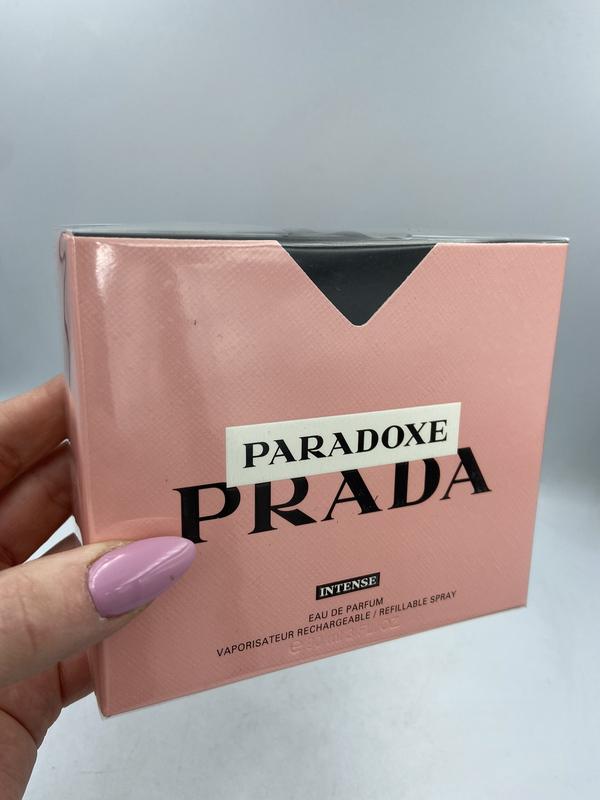 PARADOXE
PRADA
INTENSE
EAU DE PARFUM
VAPORISATEUR RECHARGEABLE / REFILLABLE SPRAY